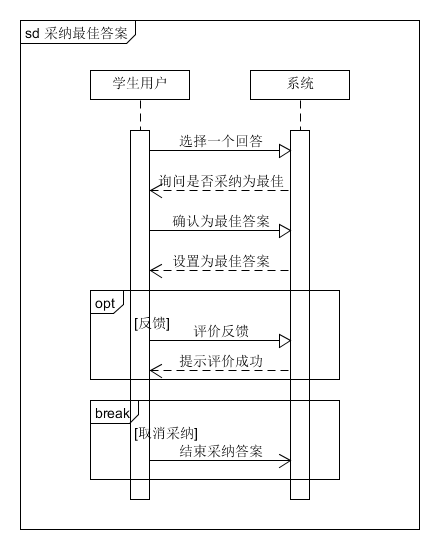 sd 采纳最佳答案
学生用户
系统
选择一个回答
询问是否采纳为最佳
确认为最佳答案
设置为最佳答案
opt
[反馈]
评价反馈
提示评价成功
break
[取消采纳]
结束采纳答案